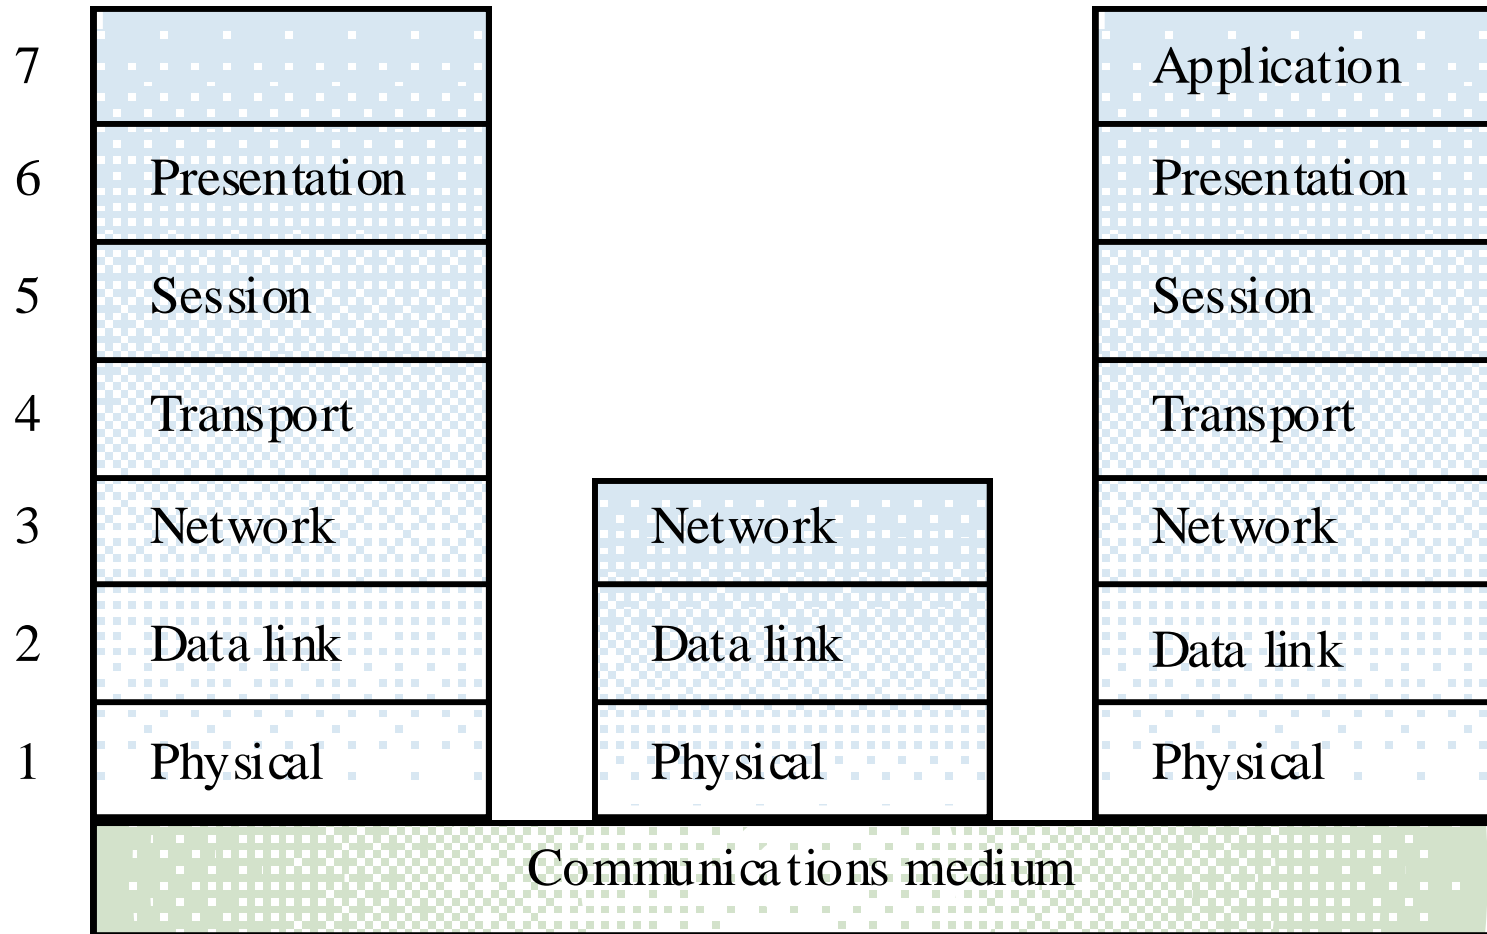 7 Application
6 Presentation Presentation
5 Session Session
4 Transport Transport
3 Network Network Network
2 Data link Data link Data link
1 Physical Physical Physical
Communications medium